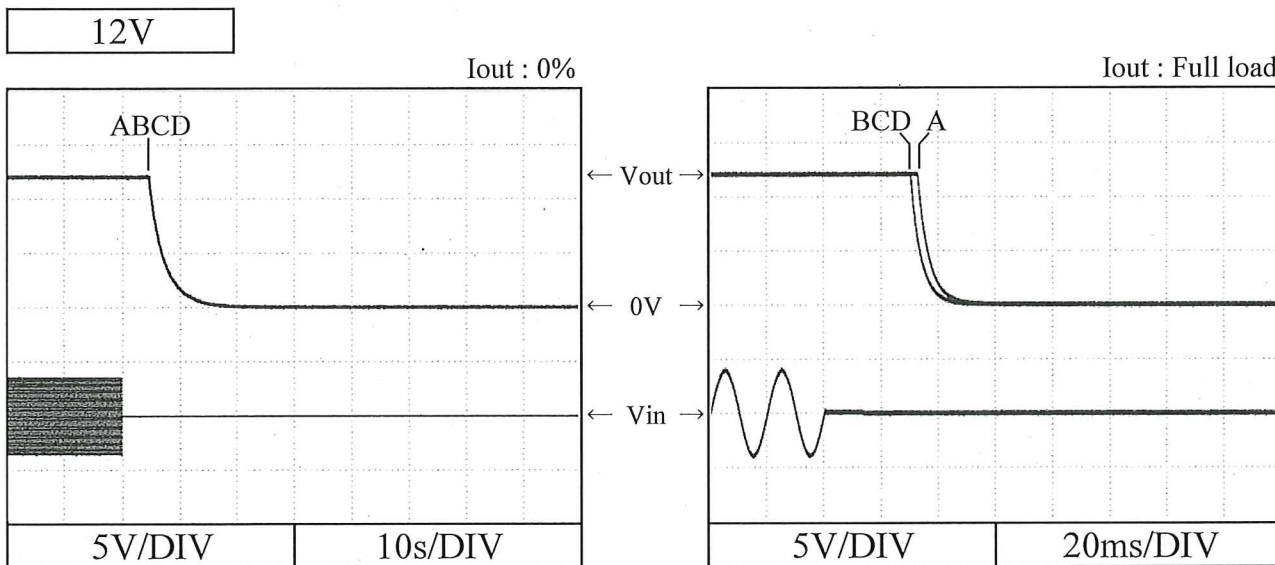 12V
Iout : 0%
Iout : Full load
ABCD
BCD A
← Vout →
← 0V →
← Vin →
5V/DIV 10s/DIV
5V/DIV 20ms/DIV